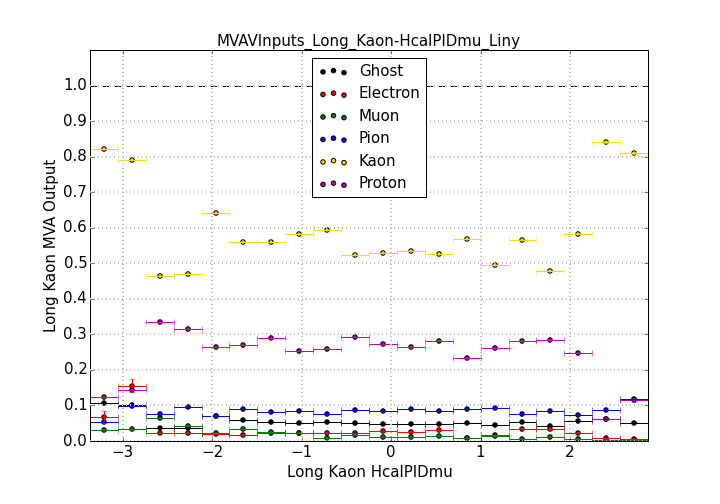 MVAVInputs_Long_Kaon-HcalPIDmu_Liny
Ghost
Electron
Muon
Pion
Kaon
Proton
1.0
0.9
0.8
0.7
0.6
0.5
0.4
0.3
0.2
0.1
0.0
Long Kaon MVA Output
−3 −2 −1 0 1 2
Long Kaon HcalPIDmu